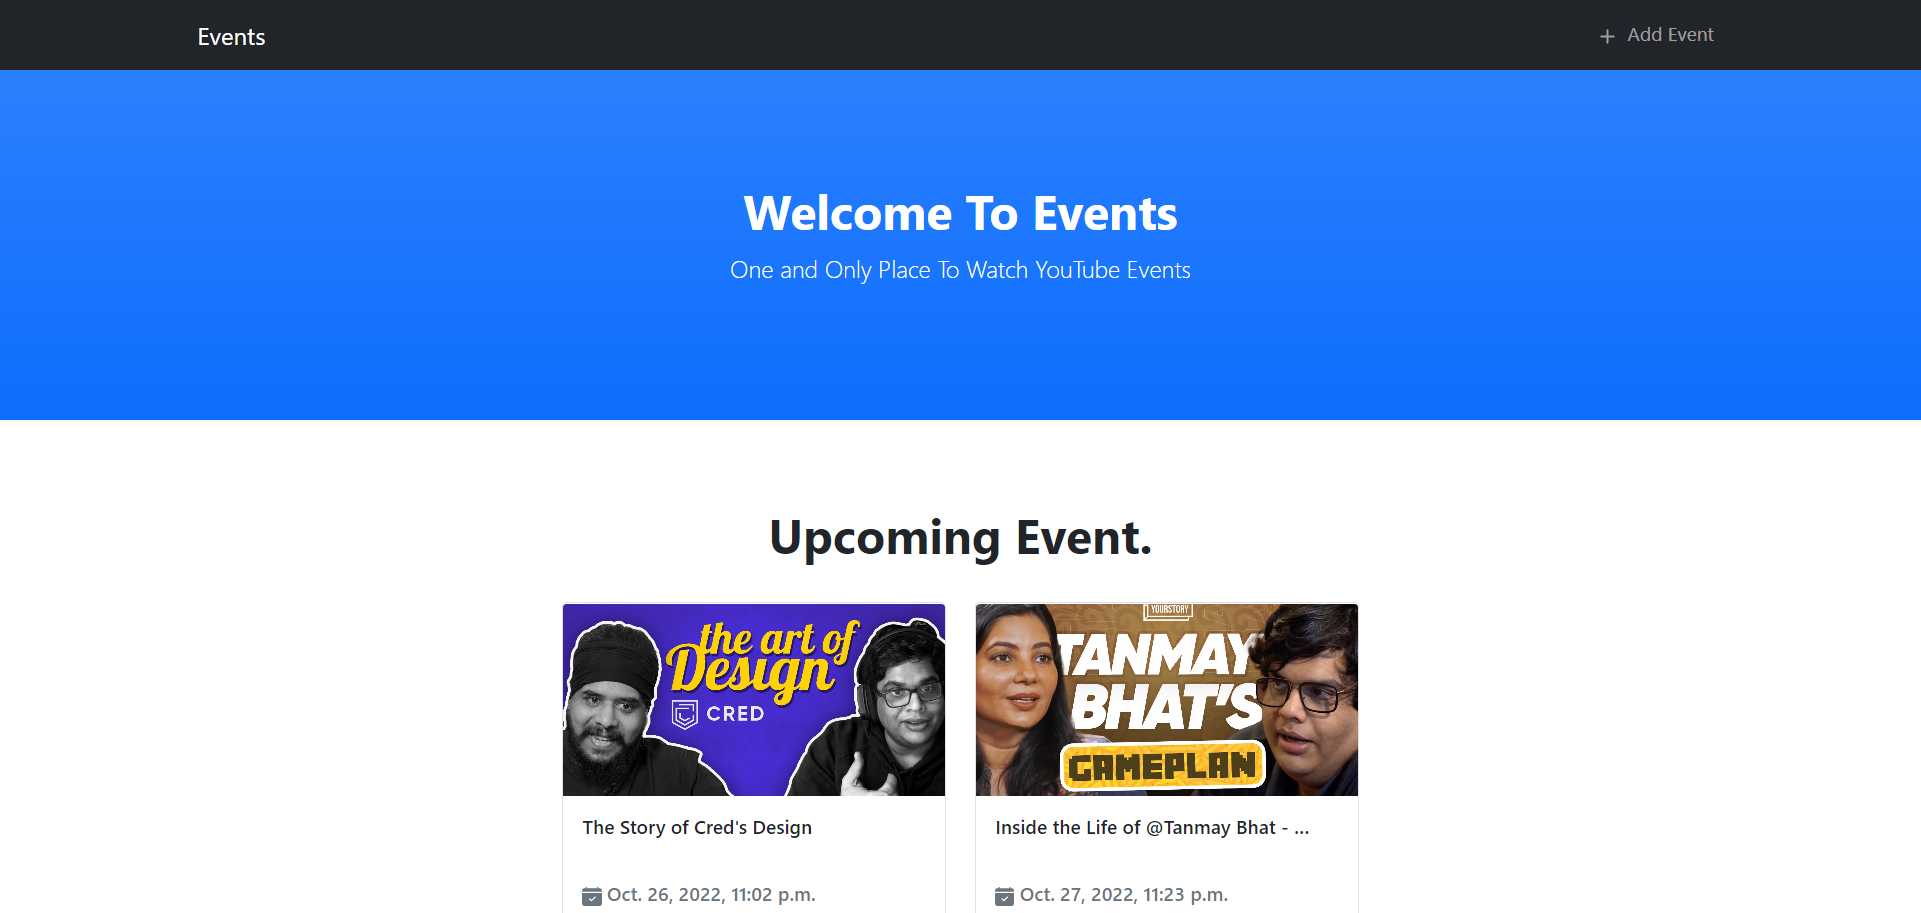 Events
Add Event
Welcome To Events
One and Only Place To Watch YouTube Events
Upcoming Event.
the art of
Design
CRED
YOURSTORY
TANMAY
BHAT'S
GAMEPLAN
The Story of Cred's Design
Inside the Life of @Tanmay Bhat - ...
Oct. 26, 2022, 11:02 p.m.
Oct. 27, 2022, 11:23 p.m.